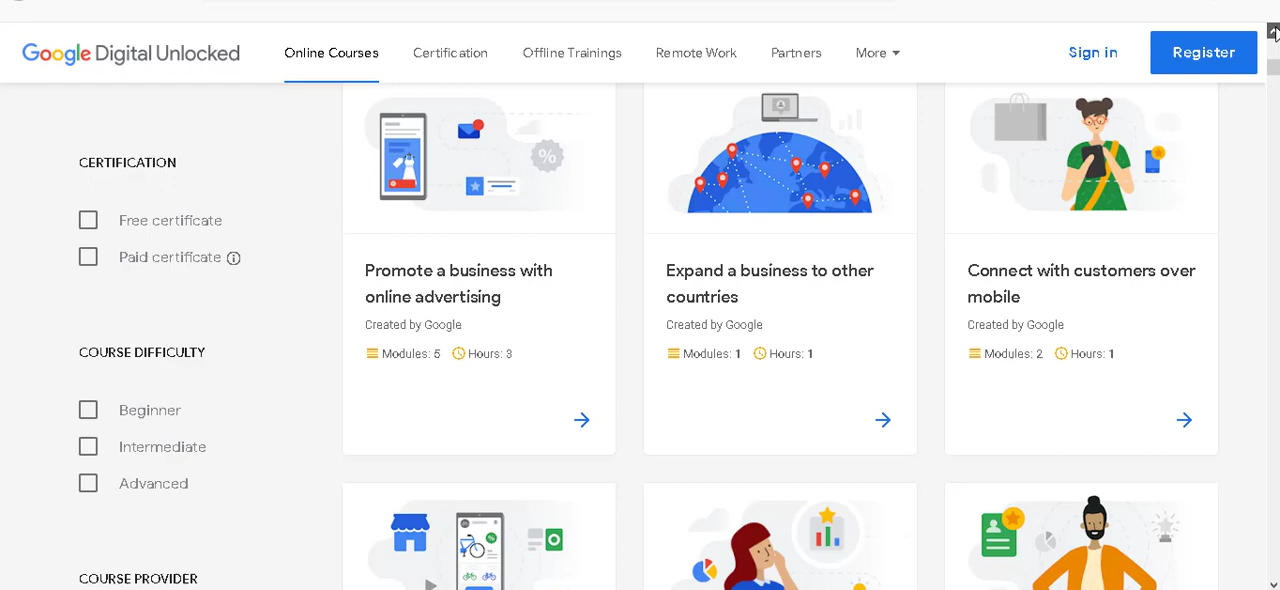 Google Digital Unlocked
Online Courses
Certification
Offline Trainings
Remote Work
Partners
More
Sign in
Register
CERTIFICATION
Free certificate
Paid certificate
COURSE DIFFICULTY
Beginner
Intermediate
Advanced
COURSE PROVIDER
%
Promote a business with
online advertising
Created by Google
Modules: 5 Hours: 3
Expand a business to other
countries
Created by Google
Modules: 1 Hours: 1
Connect with customers over
mobile
Created by Google
Modules: 2 Hours: 1